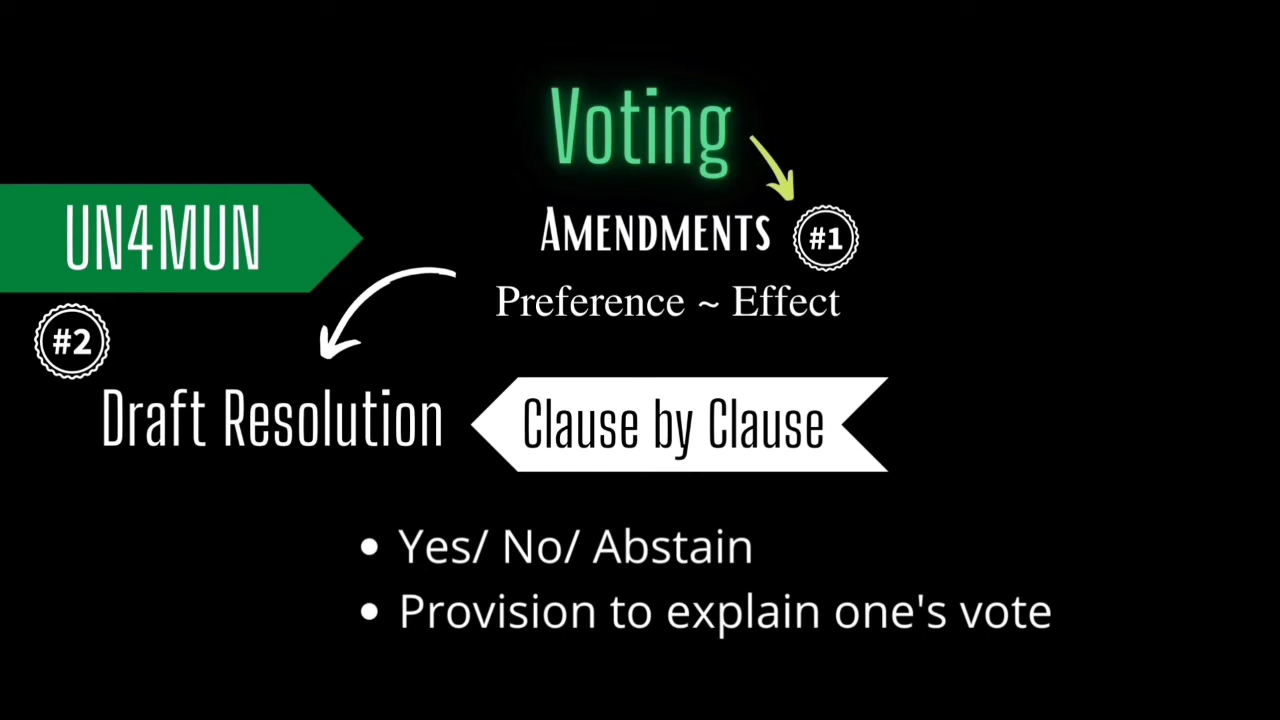 Voting
UN4MUN
AMENDMENTS #1
Preference ~ Effect
#2
Draft Resolution
Clause by Clause
• Yes/ No/ Abstain
• Provision to explain one's vote